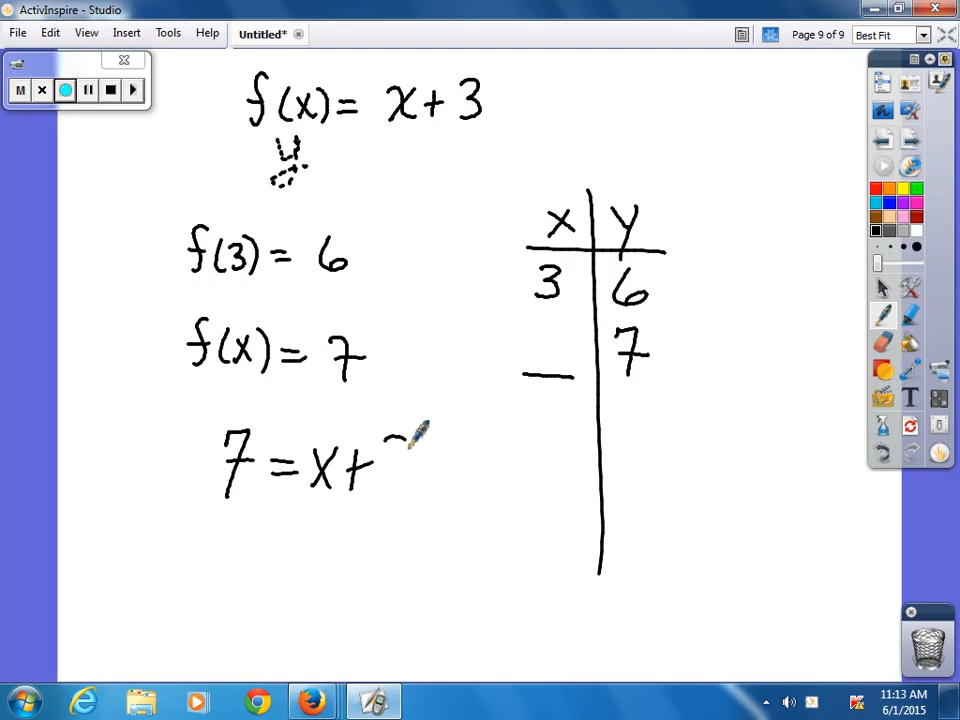 ActivInspire - Studio
File Edit View Insert Tools Help Untitled* Page 9 of 9 Best Fit
M
f(x) = x + 3
y
x y
f(3) = 6
3 6
f(x) = 7
7
7 = x +
T
11:13 AM
6/1/2015